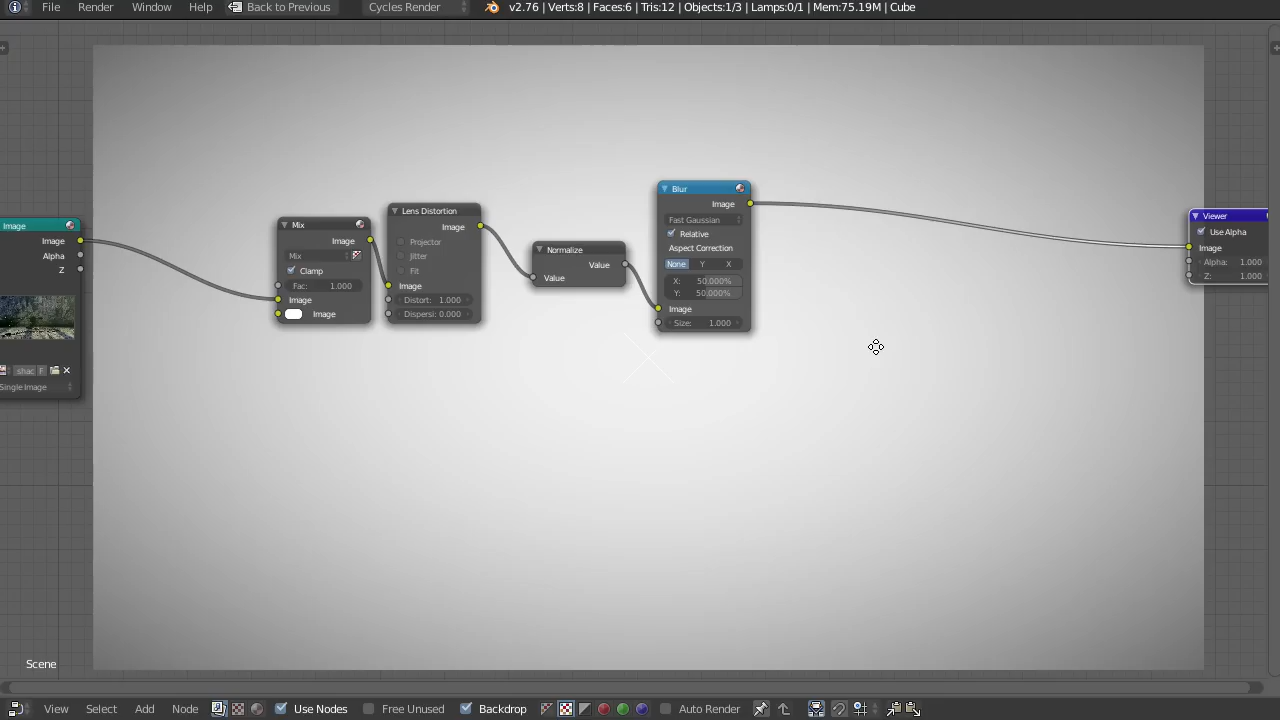 File Render Window Help Back to Previous Cycles Render v2.76 | Verts:8 | Faces:6 | Tris:12 | Objects:1/3 | Lamps:0/1 | Mem:75.19M | Cube
Image
Image
Alpha
Z
shac F
Single Image
Mix
Image
Mix
Clamp
Fac: 1.000
Image
Image
Lens Distortion
Image
Projector
Jitter
Fit
Image
Distort: 1.000
Dispersi: 0.000
Normalize
Value
Value
Blur
Image
Fast Gaussian
Relative
Aspect Correction
None Y X
X: 50.000%
Y: 50.000%
Image
Size: 1.000
Viewer
Use Alpha
Image
Alpha: 1.000
Z: 1.000
Scene
View Select Add Node Use Nodes Free Unused Backdrop Auto Render